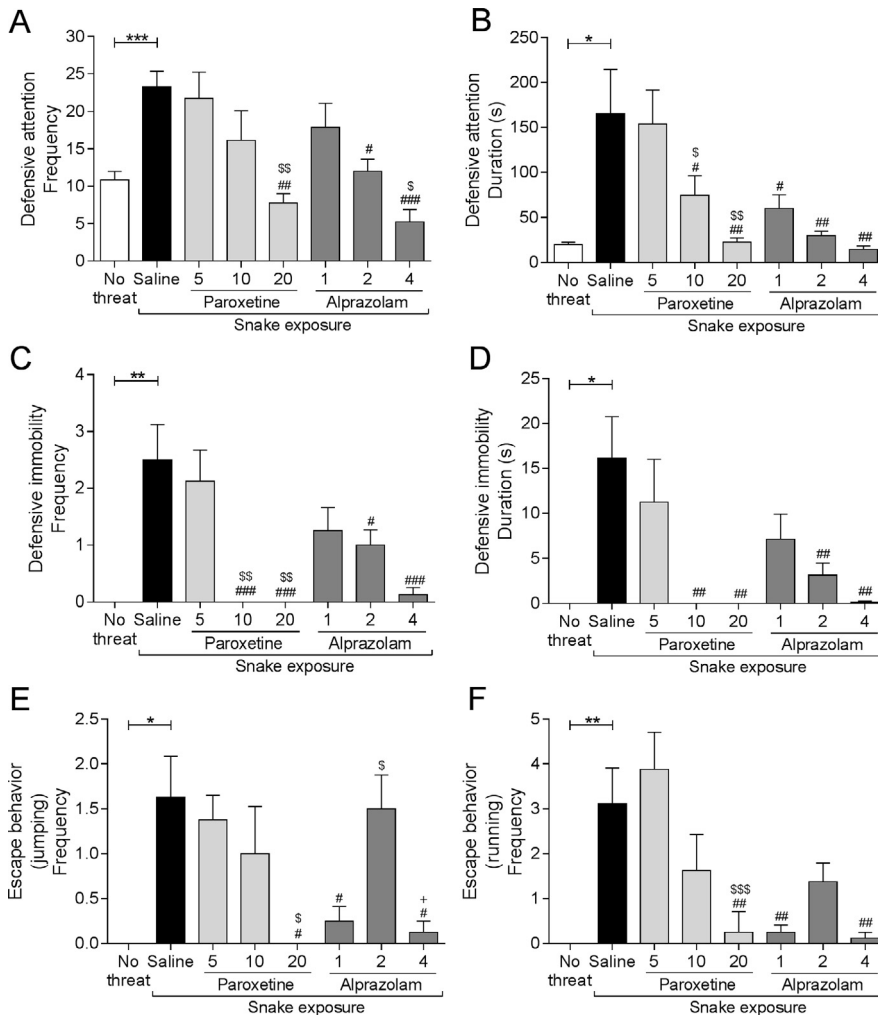 A
Defensive attention
Frequency
30
25
20
15
10
5
0
***
$$
##
#
$
###
No
threat
Saline
5
10
20
1
2
4
Paroxetine
Alprazolam
Snake exposure
B
Defensive attention
Duration (s)
250
200
150
100
50
0
*
$
#
$$
##
#
##
##
No
threat
Saline
5
10
20
1
2
4
Paroxetine
Alprazolam
Snake exposure
C
Defensive immobility
Frequency
4
3
2
1
0
**
$$
###
$$
###
#
###
No
threat
Saline
5
10
20
1
2
4
Paroxetine
Alprazolam
Snake exposure
D
Defensive immobility
Duration (s)
25
20
15
10
5
0
*
##
##
##
##
No
threat
Saline
5
10
20
1
2
4
Paroxetine
Alprazolam
Snake exposure
E
Escape behavior
(jumping)
Frequency
2.5
2.0
1.5
1.0
0.5
0.0
*
$
#
#
$
+
#
No
threat
Saline
5
10
20
1
2
4
Paroxetine
Alprazolam
Snake exposure
F
Escape behavior
(running)
Frequency
5
4
3
2
1
0
**
$$$
##
##
##
No
threat
Saline
5
10
20
1
2
4
Paroxetine
Alprazolam
Snake exposure